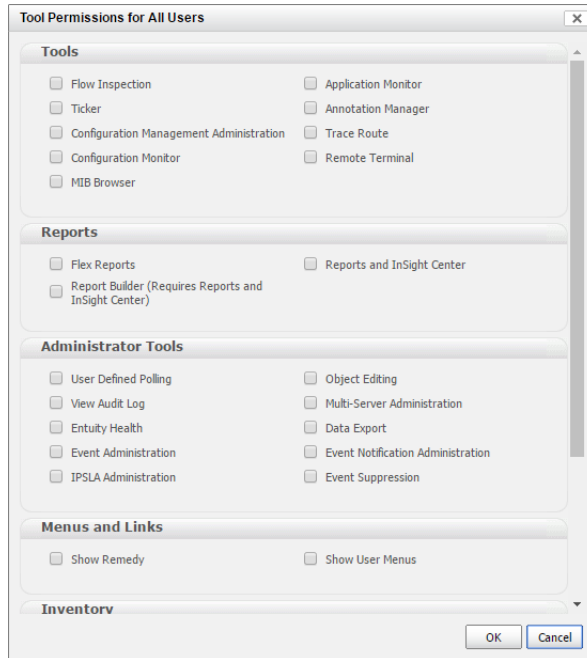 Tool Permissions for All Users
Tools
Flow Inspection
Application Monitor
Ticker
Annotation Manager
Configuration Management Administration
Trace Route
Configuration Monitor
Remote Terminal
MIB Browser
Reports
Flex Reports
Reports and InSight Center
Report Builder (Requires Reports and
InSight Center)
Administrator Tools
User Defined Polling
Object Editing
View Audit Log
Multi-Server Administration
Entuity Health
Data Export
Event Administration
Event Notification Administration
IPSLA Administration
Event Suppression
Menus and Links
Show Remedy
Show User Menus
Inventory
OK
Cancel